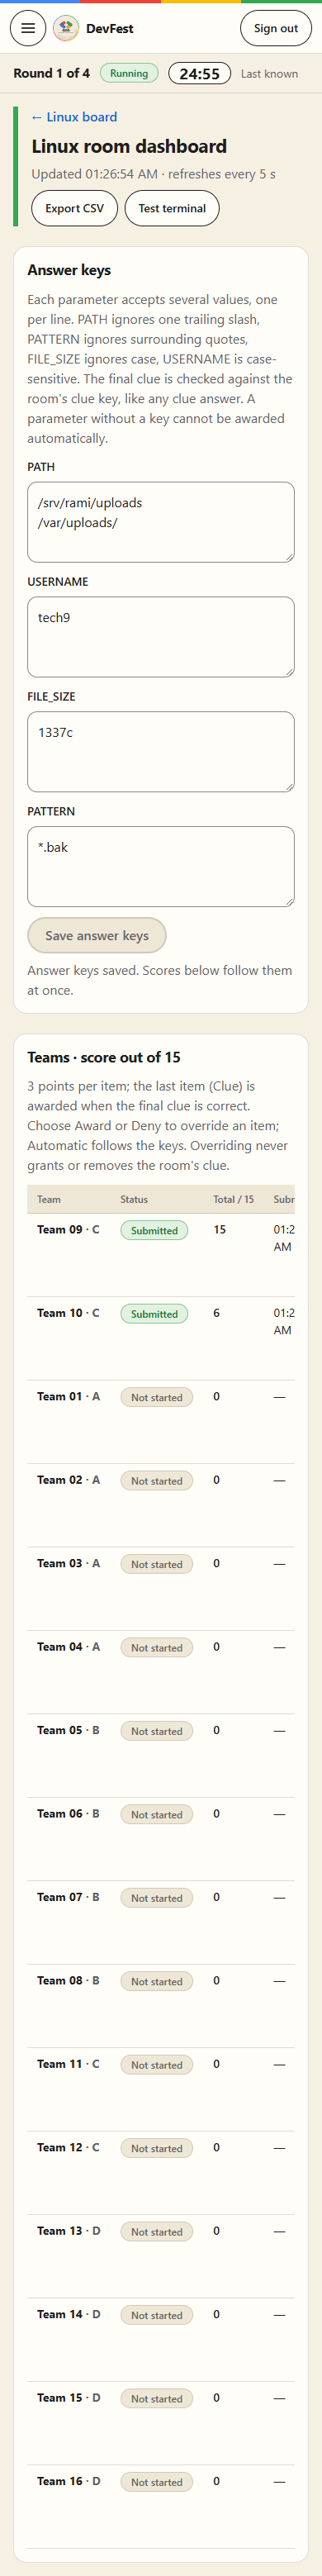 DevFest
Sign out
Round 1 of 4
Running
24:55
Last known
← Linux board
Linux room dashboard
Updated 01:26:54 AM · refreshes every 5 s
Export CSV
Test terminal
Answer keys
Each parameter accepts several values, one
per line. PATH ignores one trailing slash,
PATTERN ignores surrounding quotes,
FILE_SIZE ignores case, USERNAME is case-
sensitive. The final clue is checked against the
room's clue key, like any clue answer. A
parameter without a key cannot be awarded
automatically.
PATH
/srv/rami/uploads
/var/uploads/
USERNAME
tech9
FILE_SIZE
1337c
PATTERN
*.bak
Save answer keys
Answer keys saved. Scores below follow them
at once.
Teams · score out of 15
3 points per item; the last item (Clue) is
awarded when the final clue is correct.
Choose Award or Deny to override an item;
Automatic follows the keys. Overriding never
grants or removes the room's clue.
Team Status Total / 15
Team 09 · C Submitted 15 01:2
AM
Team 10 · C Submitted 6 01:2
AM
Team 01 · A Not started 0 —
Team 02 · A Not started 0 —
Team 03 · A Not started 0 —
Team 04 · A Not started 0 —
Team 05 · B Not started 0 —
Team 06 · B Not started 0 —
Team 07 · B Not started 0 —
Team 08 · B Not started 0 —
Team 11 · C Not started 0 —
Team 12 · C Not started 0 —
Team 13 · D Not started 0 —
Team 14 · D Not started 0 —
Team 15 · D Not started 0 —
Team 16 · D Not started 0 —